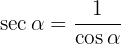 sec α = 1 / cos α